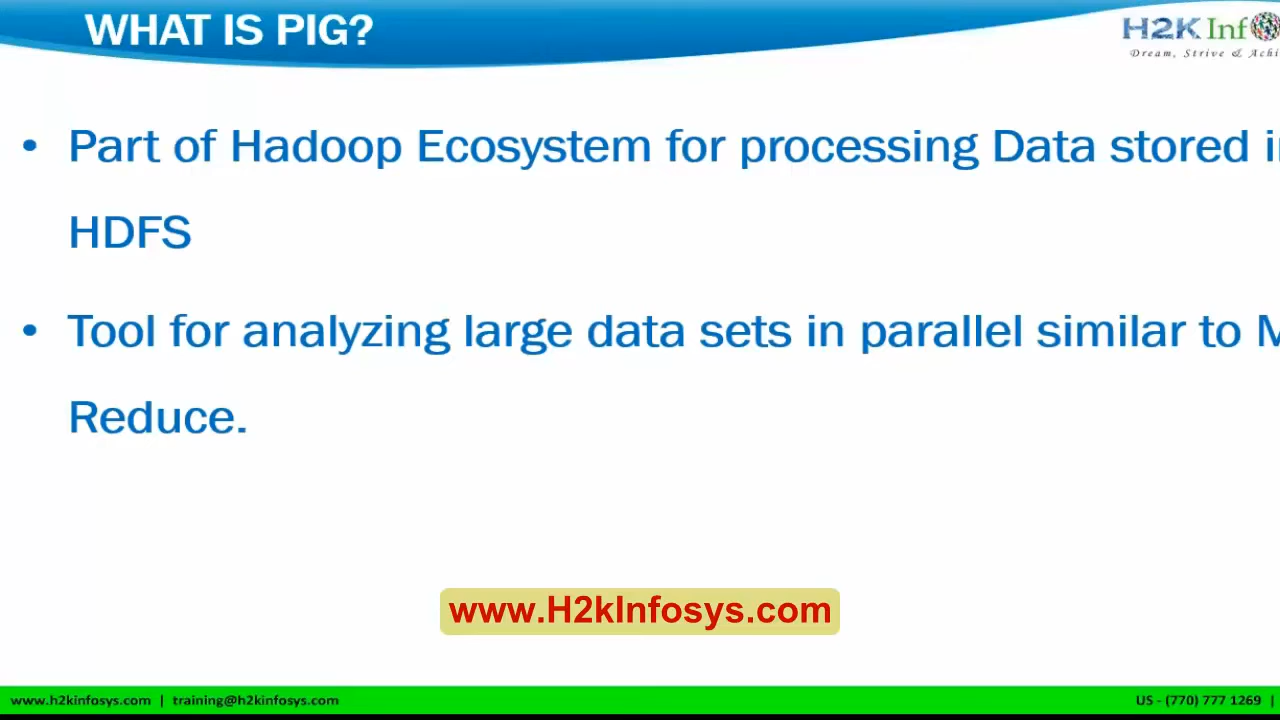 WHAT IS PIG?
H2K Inf
Dream, Strive & Achi
• Part of Hadoop Ecosystem for processing Data stored i
HDFS
• Tool for analyzing large data sets in parallel similar to M
Reduce.
www.H2kInfosys.com
www.h2kinfosys.com | training@h2kinfosys.com
US - (770) 777 1269 |